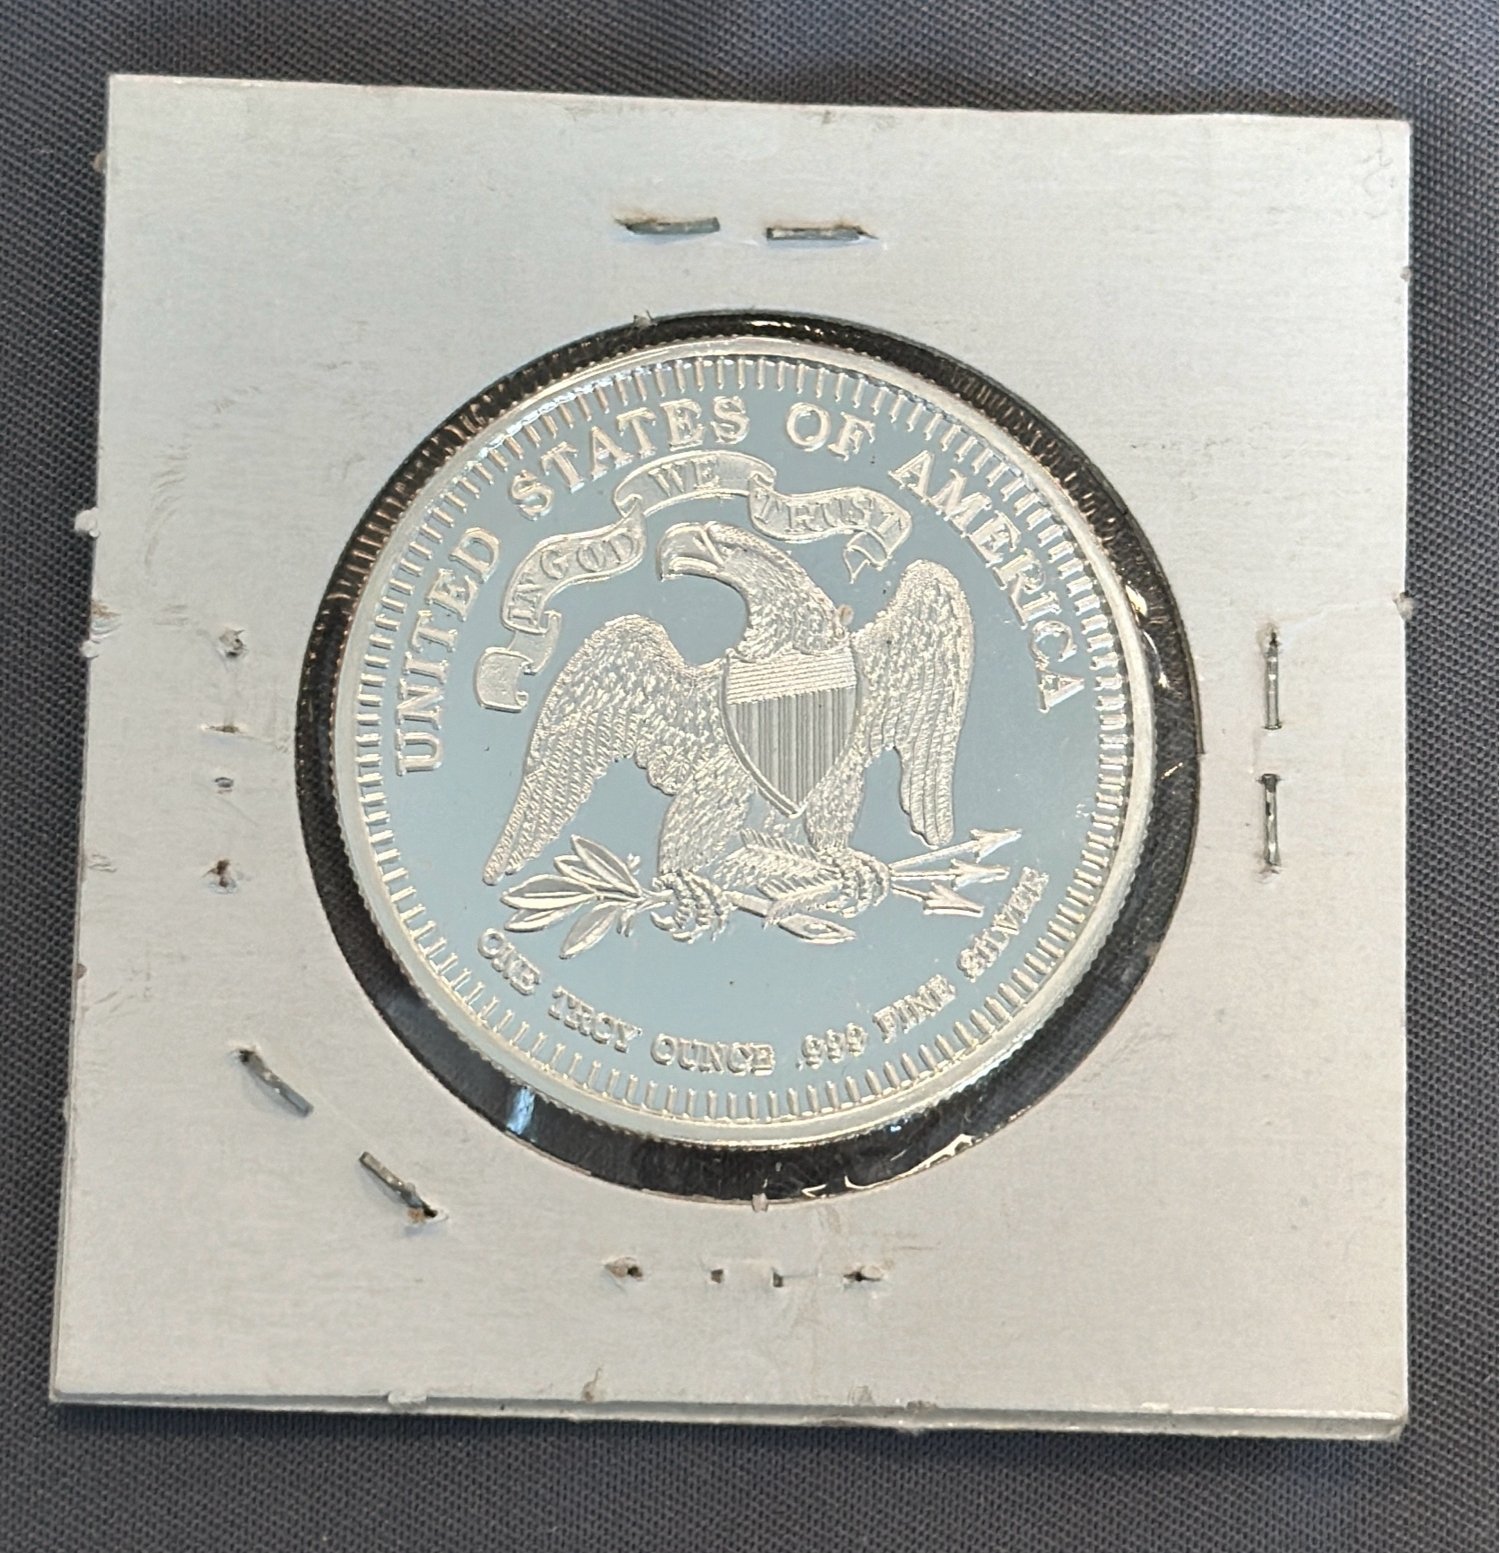 UNITED STATES OF AMERICA
IN GOD WE TRUST
ONE TROY OUNCE .999 FINE SILVER